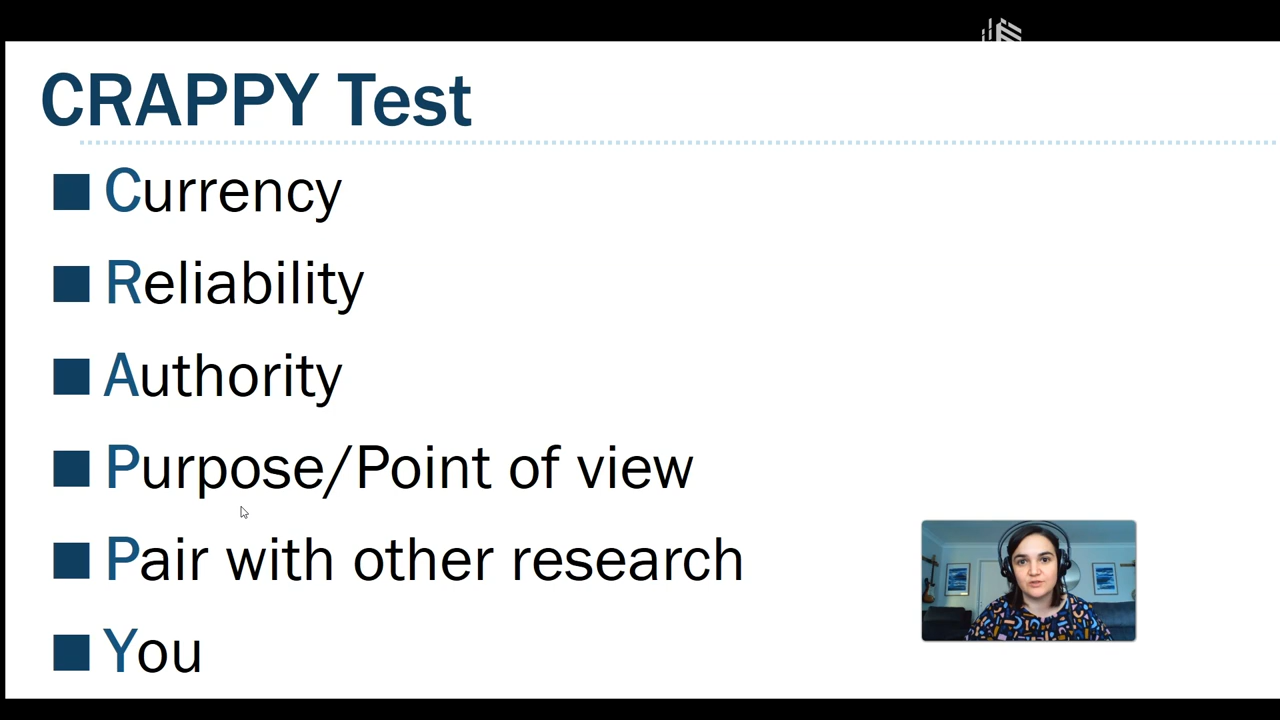 CRAPPY Test
Currency
Reliability
Authority
Purpose/Point of view
Pair with other research
You